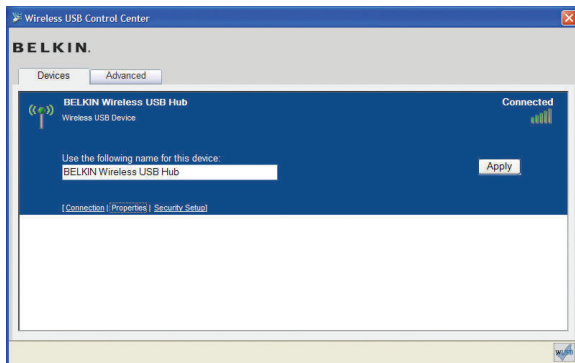 Wireless USB Control Center
BELKIN.
Devices Advanced
BELKIN Wireless USB Hub Connected
Wireless USB Device
Use the following name for this device:
BELKIN Wireless USB Hub Apply
[Connection | Properties | Security Setup]